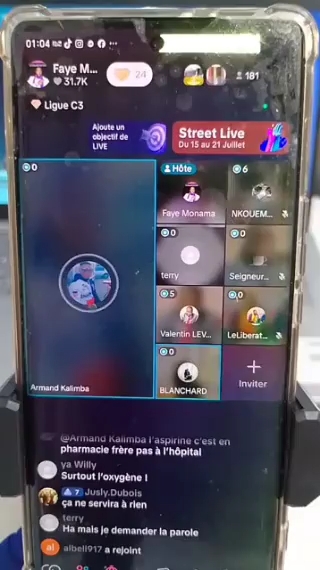 01:04
Faye M...
31.7K
24
181
Ligue C3
Ajoute un
objectif de
LIVE
Street Live
Du 15 au 21 Juillet
0
Armand Kalimba
Hôte
Faye Monama
6
NKOUEM...
0
terry
0
Seigneur...
5
Valentin LEV...
0
LeLiberat...
0
BLANCHARD
+
Inviter
@Armand Kalimba l'aspirine c'est en
pharmacie frère pas à l'hôpital
ya Willy
Surtout l'oxygène !
7 Jusly.Dubois
ça ne servira à rien
terry
Ha mais je demander la parole
al albell917 a rejoint